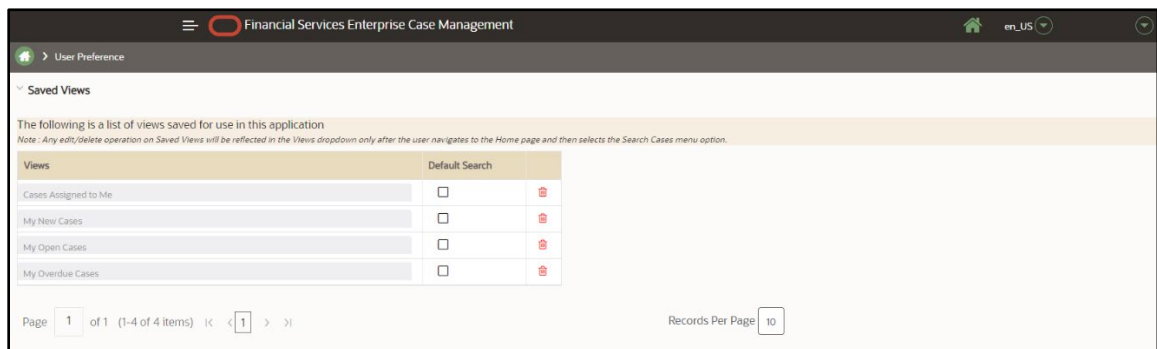 Financial Services Enterprise Case Management en_US
> User Preference
Saved Views
The following is a list of views saved for use in this application
Note : Any edit/delete operation on Saved Views will be reflected in the Views dropdown only after the user navigates to the Home page and then selects the Search Cases menu option.
Views Default Search
Cases Assigned to Me
My New Cases
My Open Cases
My Overdue Cases
Page 1 of 1 (1-4 of 4 items) 1 Records Per Page 10